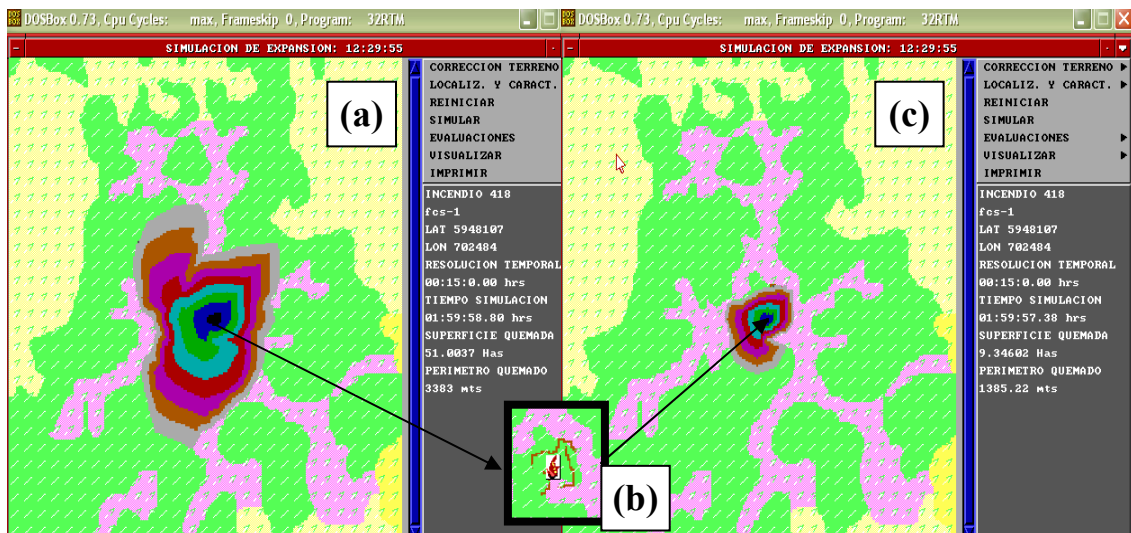 DOSBox 0.73, Cpu Cycles: max, Frameskip 0, Program: 32RTM
SIMULACION DE EXPANSION: 12:29:55
(a)
CORRECCION TERRENO
LOCALIZ. Y CARACT.
REINICIAR
SIMULAR
EVALUACIONES
VISUALIZAR
IMPRIMIR
INCENDIO 418
fcs-1
LAT 5948107
LON 702484
RESOLUCION TEMPORAL
00:15:0.00 hrs
TIEMPO SIMULACION
01:59:58.80 hrs
SUPERFICIE QUEMADA
51.0037 Has
PERIMETRO QUEMADO
3383 mts
(b)
DOSBox 0.73, Cpu Cycles: max, Frameskip 0, Program: 32RTM
SIMULACION DE EXPANSION: 12:29:55
(c)
CORRECCION TERRENO
LOCALIZ. Y CARACT.
REINICIAR
SIMULAR
EVALUACIONES
VISUALIZAR
IMPRIMIR
INCENDIO 418
fcs-1
LAT 5948107
LON 702484
RESOLUCION TEMPORAL
00:15:0.00 hrs
TIEMPO SIMULACION
01:59:57.38 hrs
SUPERFICIE QUEMADA
9.34602 Has
PERIMETRO QUEMADO
1385.22 mts